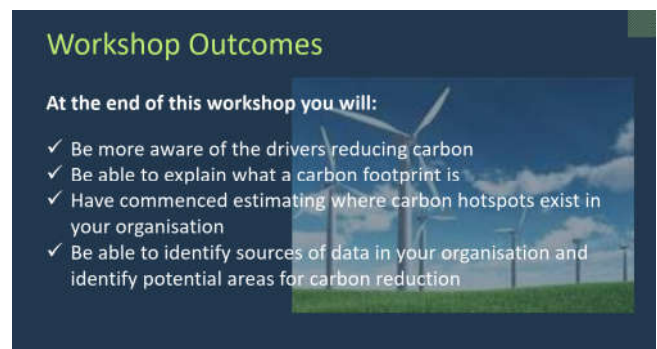 Workshop Outcomes
At the end of this workshop you will:
✓ Be more aware of the drivers reducing carbon
✓ Be able to explain what a carbon footprint is
✓ Have commenced estimating where carbon hotspots exist in
your organisation
✓ Be able to identify sources of data in your organisation and
identify potential areas for carbon reduction